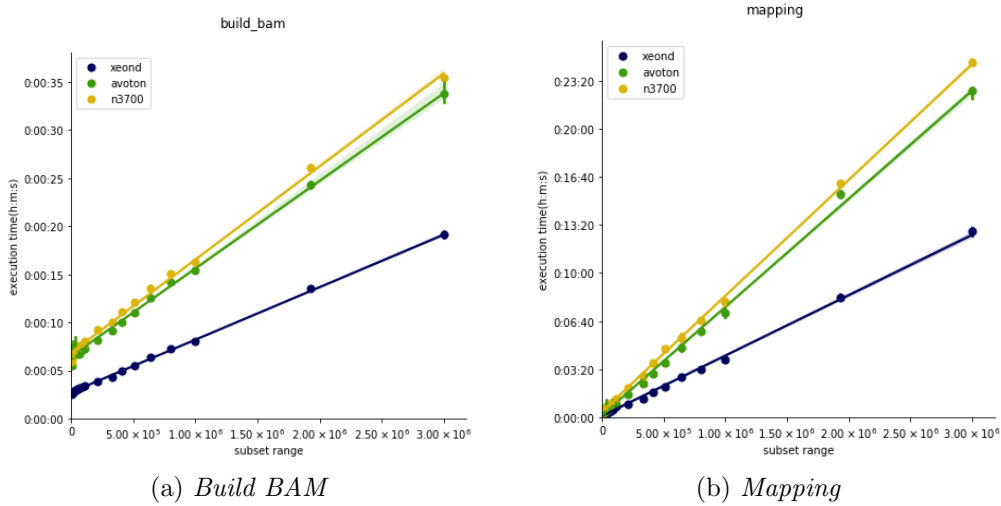 build_bam
xeond
avoton
n3700
0:00:35
0:00:30
0:00:25
0:00:20
0:00:15
0:00:10
0:00:05
0:00:00
execution time(h:m:s)
0
5.00 × 10⁵
1.00 × 10⁶
1.50 × 10⁶
2.00 × 10⁶
2.50 × 10⁶
3.00 × 10⁶
subset range
(a) Build BAM
mapping
xeond
avoton
n3700
0:23:20
0:20:00
0:16:40
0:13:20
0:10:00
0:06:40
0:03:20
0:00:00
execution time(h:m:s)
0
5.00 × 10⁵
1.00 × 10⁶
1.50 × 10⁶
2.00 × 10⁶
2.50 × 10⁶
3.00 × 10⁶
subset range
(b) Mapping